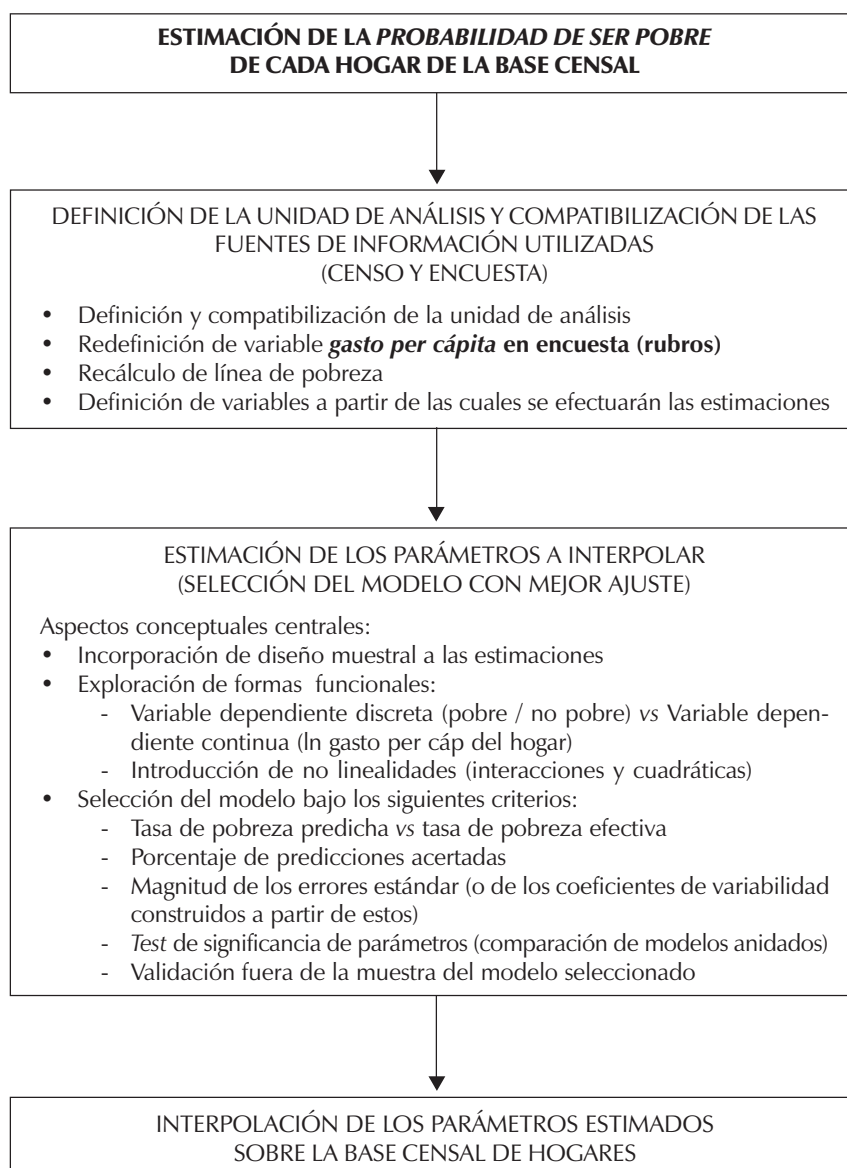 ESTIMACIÓN DE LA PROBABILIDAD DE SER POBRE
DE CADA HOGAR DE LA BASE CENSAL
DEFINICIÓN DE LA UNIDAD DE ANÁLISIS Y COMPATIBILIZACIÓN DE LAS
FUENTES DE INFORMACIÓN UTILIZADAS
(CENSO Y ENCUESTA)
• Definición y compatibilización de la unidad de análisis
• Redefinición de variable gasto per cápita en encuesta (rubros)
• Recálculo de línea de pobreza
• Definición de variables a partir de las cuales se efectuarán las estimaciones
ESTIMACIÓN DE LOS PARÁMETROS A INTERPOLAR
(SELECCIÓN DEL MODELO CON MEJOR AJUSTE)
Aspectos conceptuales centrales:
• Incorporación de diseño muestral a las estimaciones
• Exploración de formas funcionales:
- Variable dependiente discreta (pobre / no pobre) vs Variable depen-
diente continua (ln gasto per cáp del hogar)
- Introducción de no linealidades (interacciones y cuadráticas)
• Selección del modelo bajo los siguientes criterios:
- Tasa de pobreza predicha vs tasa de pobreza efectiva
- Porcentaje de predicciones acertadas
- Magnitud de los errores estándar (o de los coeficientes de variabilidad
construidos a partir de estos)
- Test de significancia de parámetros (comparación de modelos anidados)
- Validación fuera de la muestra del modelo seleccionado
INTERPOLACIÓN DE LOS PARÁMETROS ESTIMADOS
SOBRE LA BASE CENSAL DE HOGARES